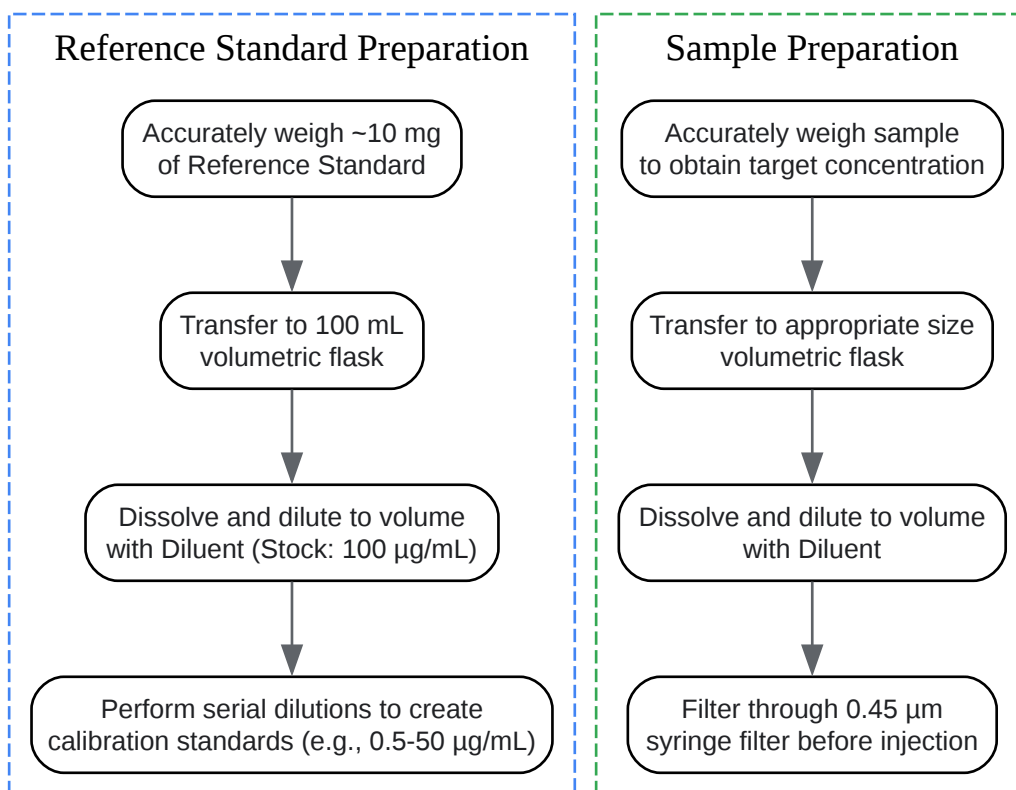 Reference Standard Preparation
Accurately weigh ~10 mg
of Reference Standard
Transfer to 100 mL
volumetric flask
Dissolve and dilute to volume
with Diluent (Stock: 100 µg/mL)
Perform serial dilutions to create
calibration standards (e.g., 0.5-50 µg/mL)
Sample Preparation
Accurately weigh sample
to obtain target concentration
Transfer to appropriate size
volumetric flask
Dissolve and dilute to volume
with Diluent
Filter through 0.45 µm
syringe filter before injection